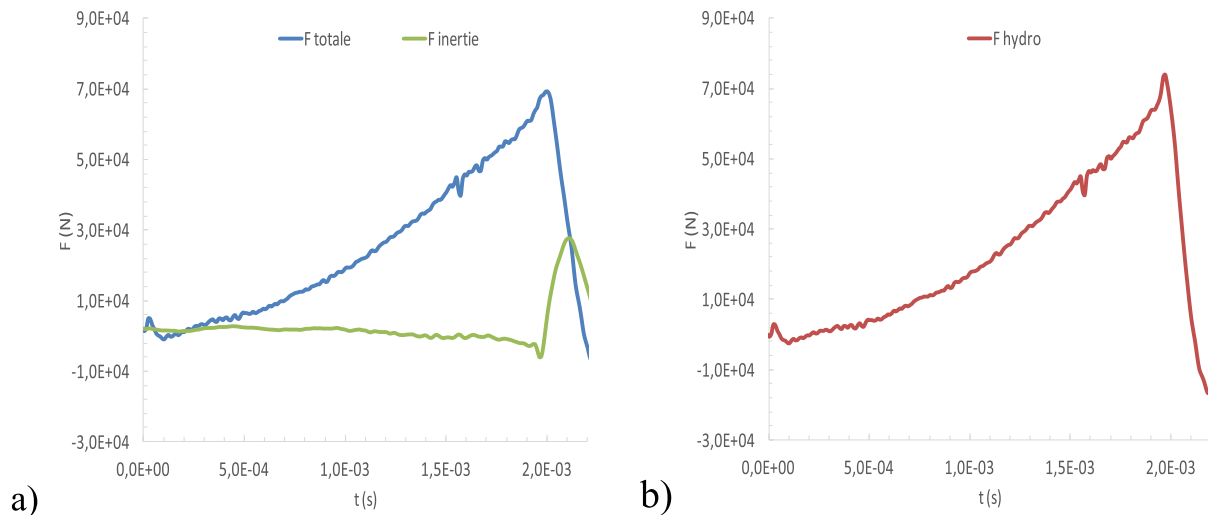 9,0E+04
F totale F inertie
7,0E+04
5,0E+04
3,0E+04
F (N)
1,0E+04
-1,0E+04
-3,0E+04
0,0E+00 5,0E-04 1,0E-03 1,5E-03 2,0E-03
t (s)
a)
9,0E+04
F hydro
7,0E+04
5,0E+04
3,0E+04
F (N)
1,0E+04
-1,0E+04
-3,0E+04
0,0E+00 5,0E-04 1,0E-03 1,5E-03 2,0E-03
t (s)
b)